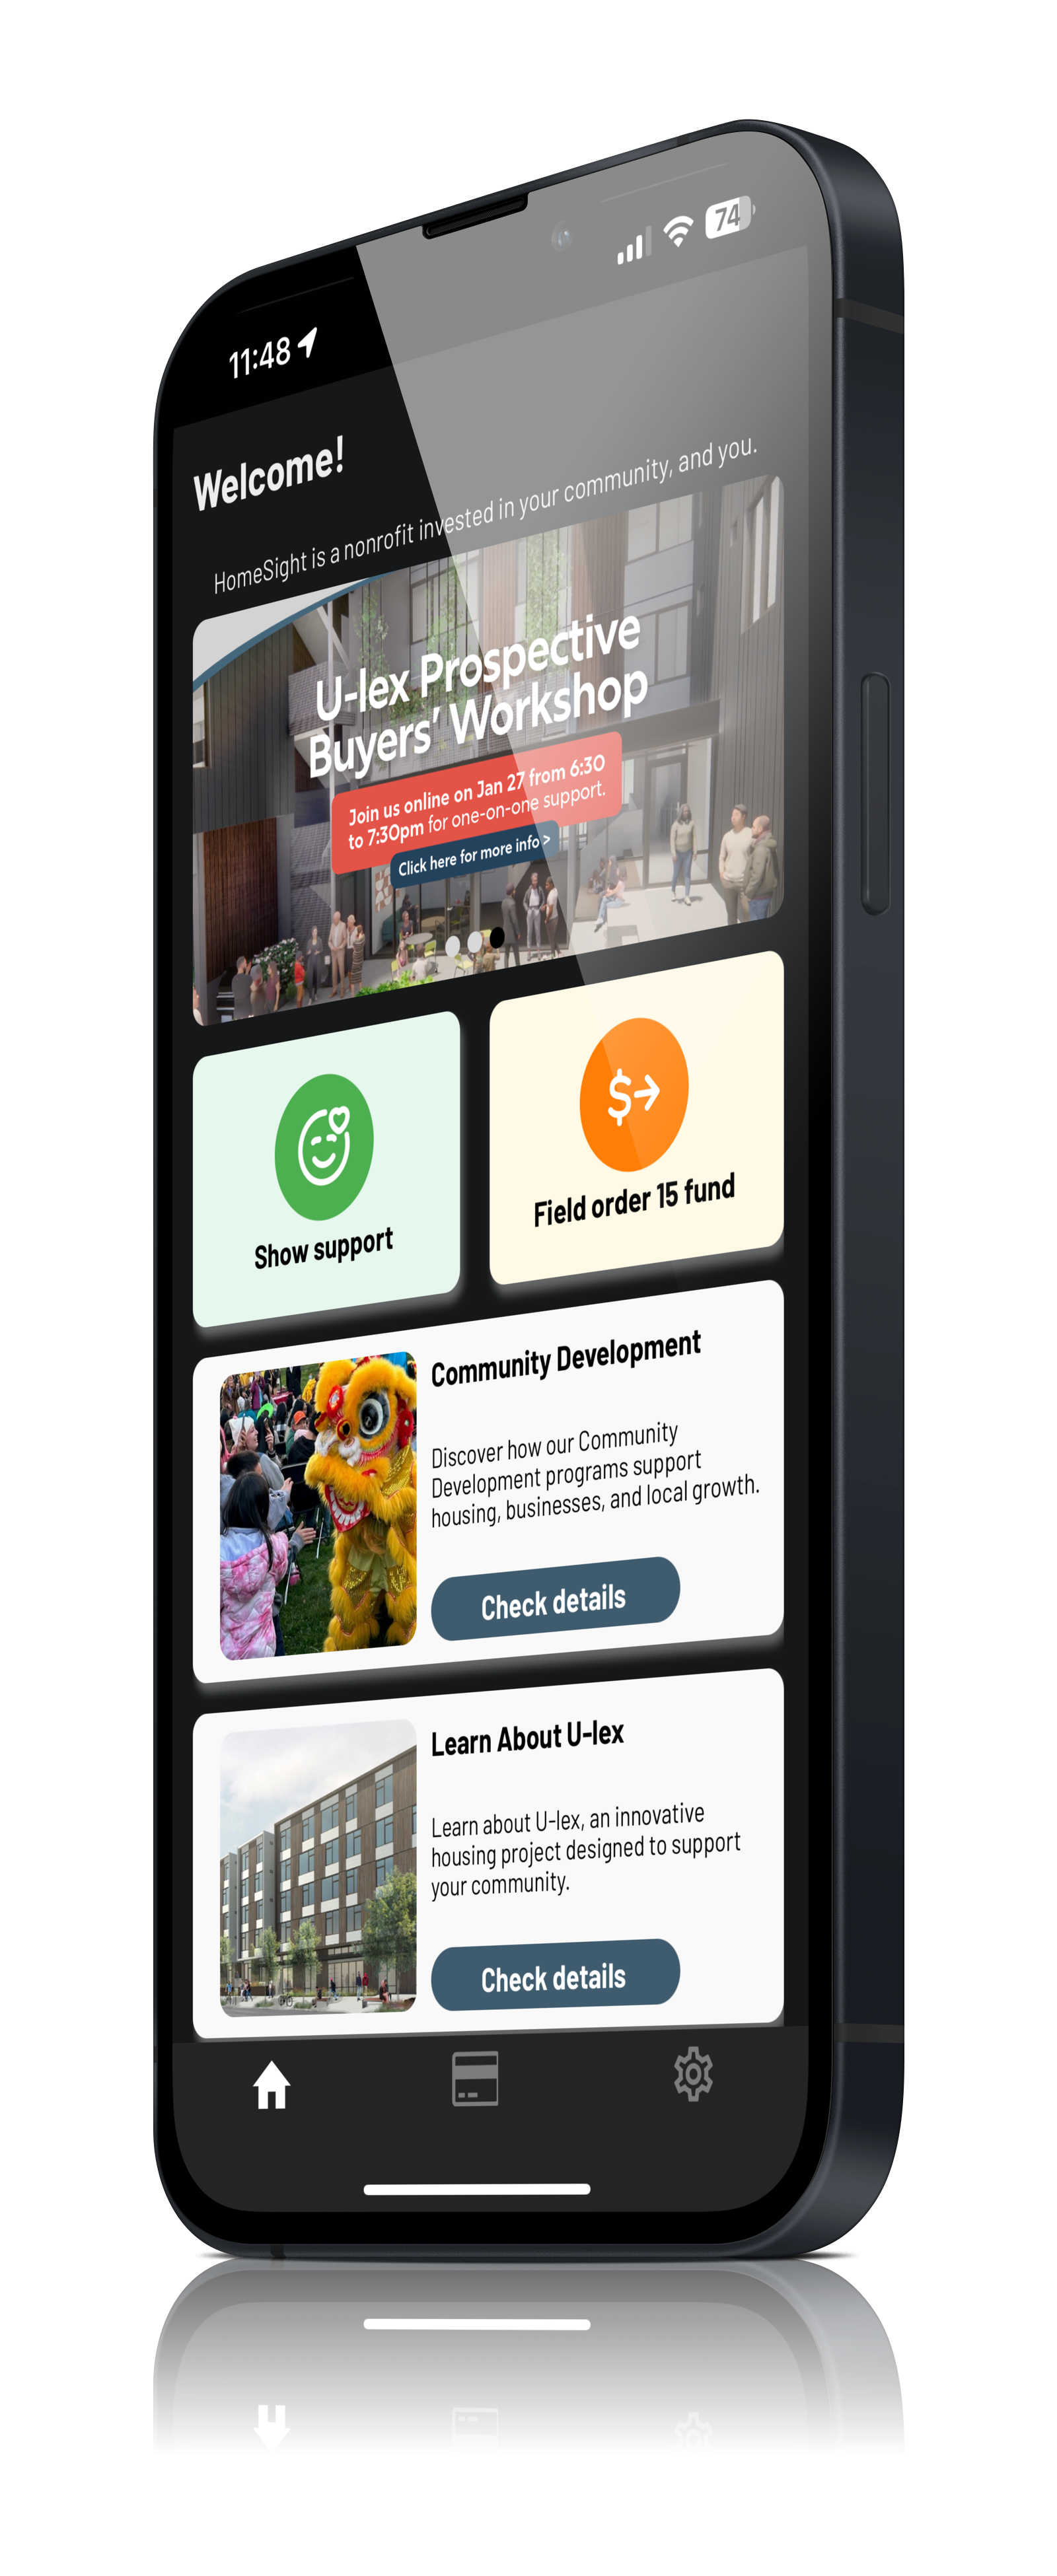 11:48
74
Welcome!
HomeSight is a nonrofit invested in your community, and you.
U-lex Prospective
Buyers' Workshop
Join us online on Jan 27 from 6:30
to 7:30pm for one-on-one support.
Click here for more info >
Show support
$
Field order 15 fund
Community Development
Discover how our Community
Development programs support
housing, businesses, and local growth.
Check details
Learn About U-lex
Learn about U-lex, an innovative
housing project designed to support
your community.
Check details